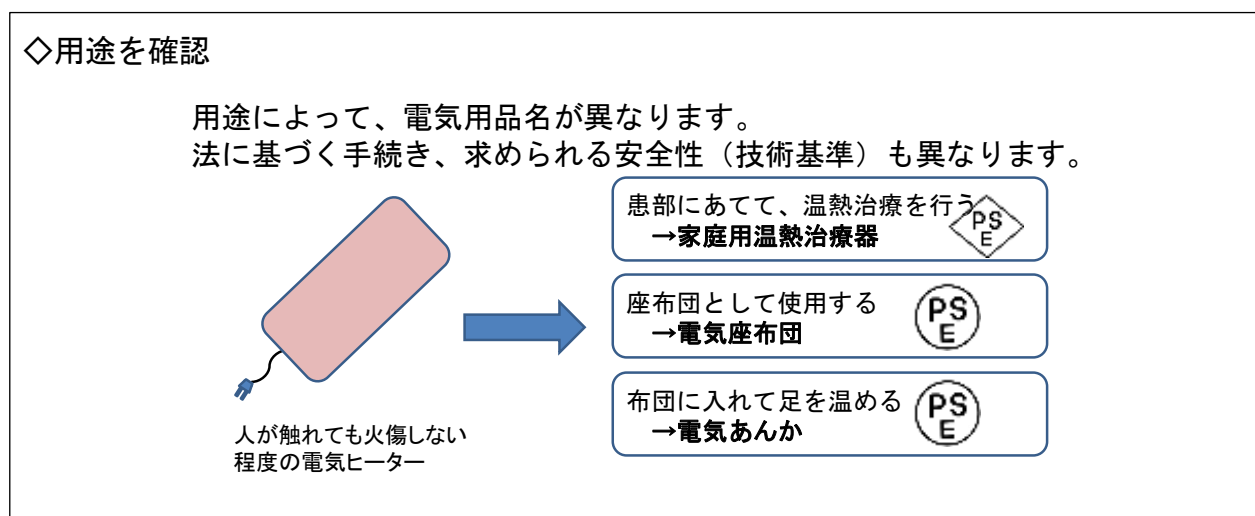 ◇用途を確認
用途によって、電気用品名が異なります。
法に基づく手続き、求められる安全性（技術基準）も異なります。
患部にあてて、温熱治療を行う
→家庭用温熱治療器
PS
E
座布団として使用する
→電気座布団
PS
E
布団に入れて足を温める
→電気あんか
PS
E
人が触れても火傷しない
程度の電気ヒーター